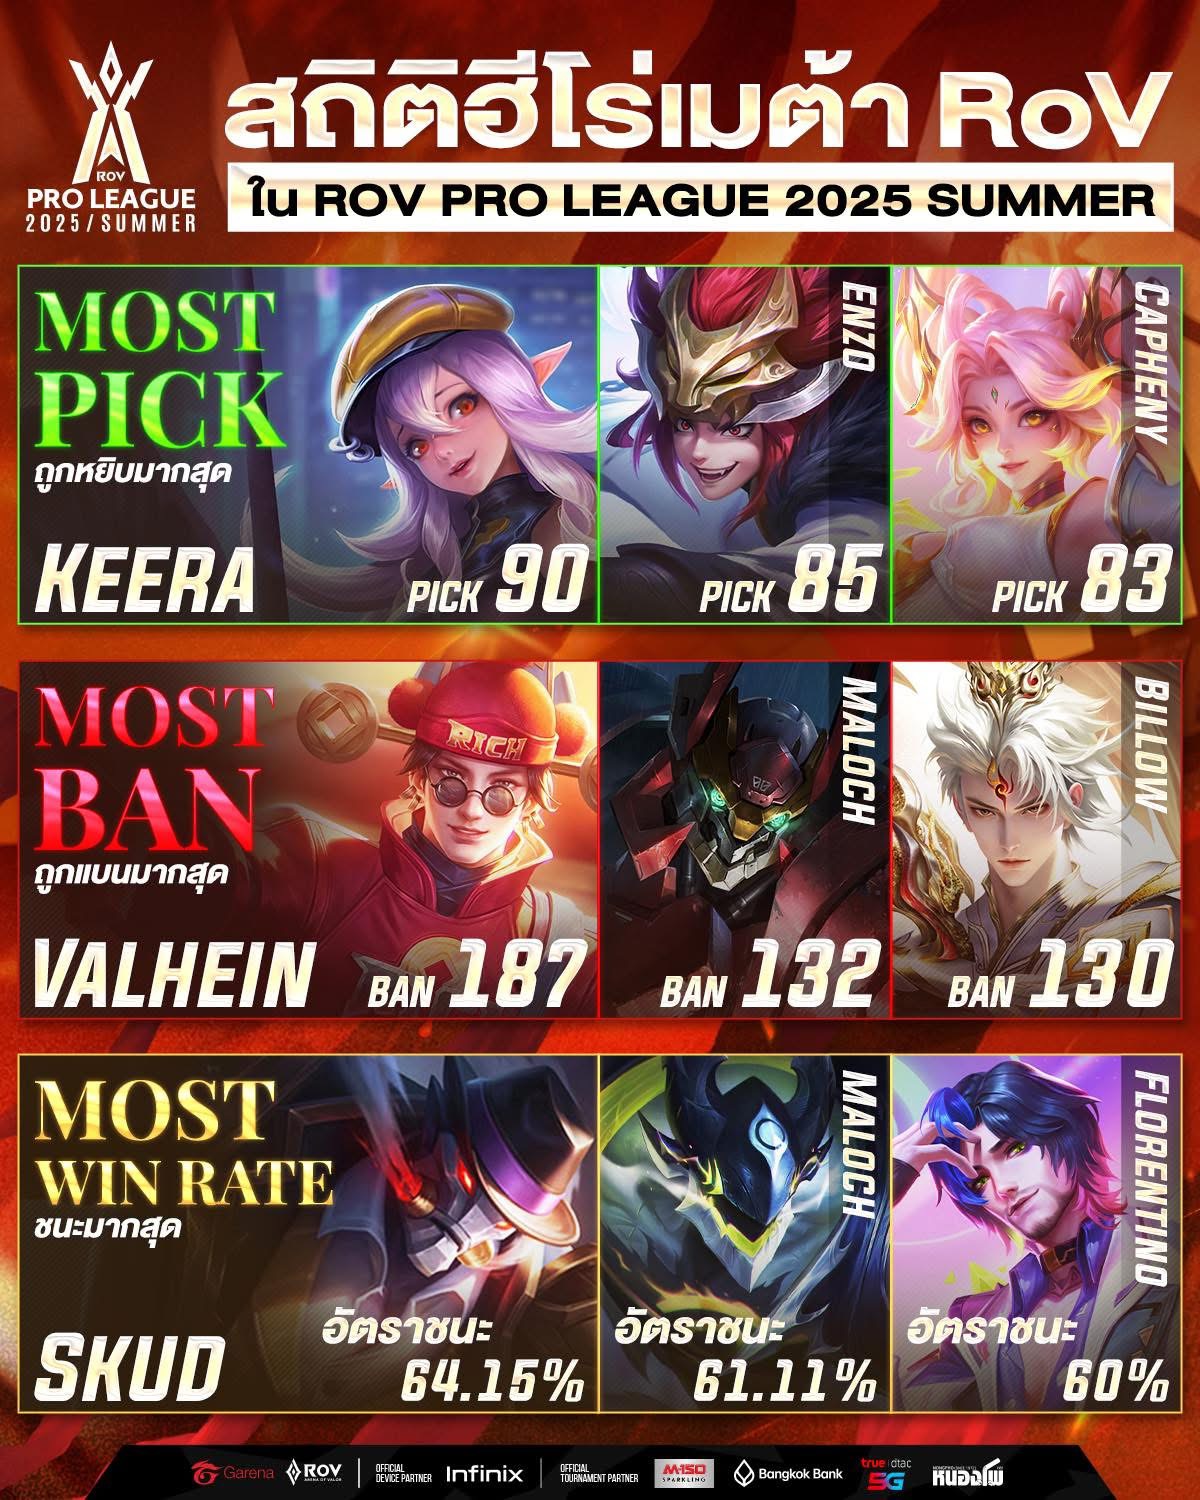 สถิติฮีโร่เมต้า RoV
ใน ROV PRO LEAGUE 2025 SUMMER
ROV
PRO LEAGUE
2025/SUMMER
MOST
PICK
ถูกหยิบมากสุด
KEERA
PICK 90
ENZO
PICK 85
CAPHENY
PICK 83
MOST
BAN
ถูกแบนมากสุด
RICH
VALHEIN
BAN 187
MALOCH
BAN 132
BILLOW
BAN 130
MOST
WIN RATE
ชนะมากสุด
SKUD
อัตราชนะ
64.15%
MALOCH
อัตราชนะ
61.11%
FLORENTINO
อัตราชนะ
60%
Garena
ROV
ARENA OF VALOR
OFFICIAL
DEVICE PARTNER
Infinix
OFFICIAL
TOURNAMENT PARTNER
M-150
SPARKLING
Bangkok Bank
true dtac
5G
หนองโพ